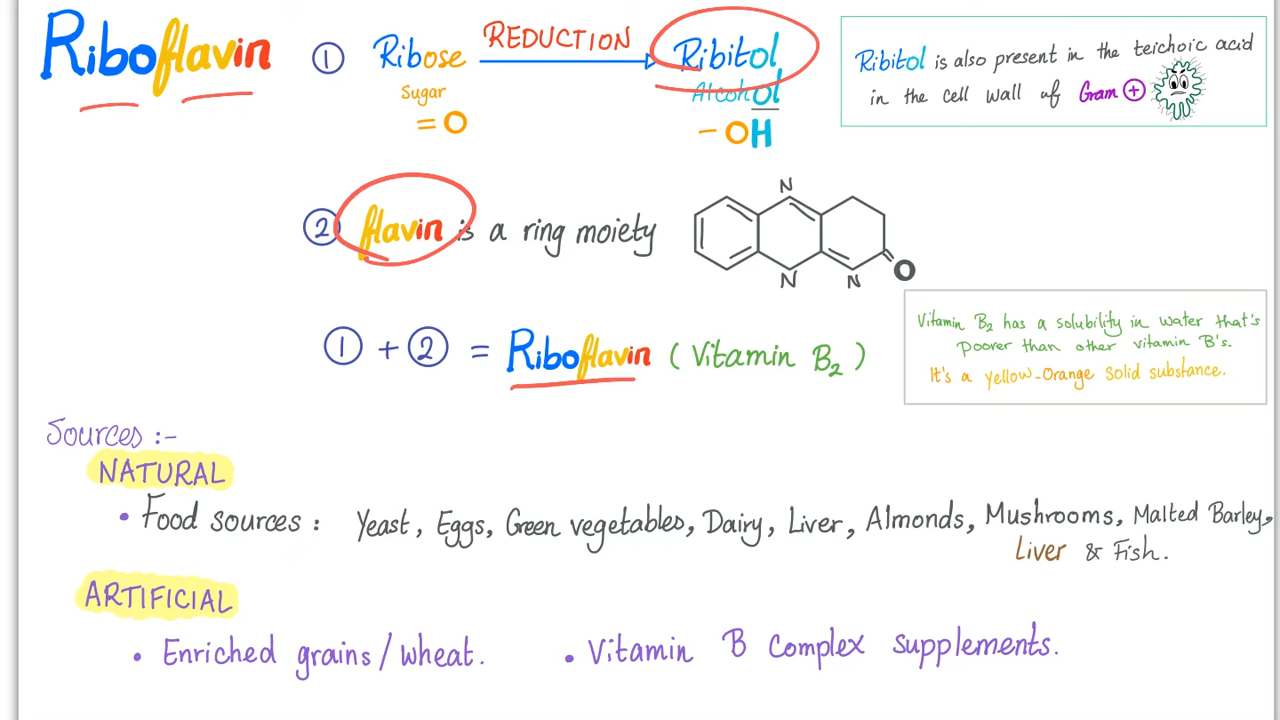 Riboflavin
① Ribose REDUCTION Ribitol
Sugar Alcohol
=O -OH
Ribitol is also present in the teichoic acid
in the cell wall of Gram ⊕
② flavin is a ring moiety
N
N N O
① + ② = Riboflavin (Vitamin B₂)
Vitamin B₂ has a solubility in water that's
poorer than other vitamin B's.
It's a yellow-orange solid substance.
Sources :-
NATURAL
• Food sources : Yeast, Eggs, Green vegetables, Dairy, Liver, Almonds, Mushrooms, Malted Barley,
Liver & Fish.
ARTIFICIAL
• Enriched grains/wheat. • Vitamin B complex supplements.